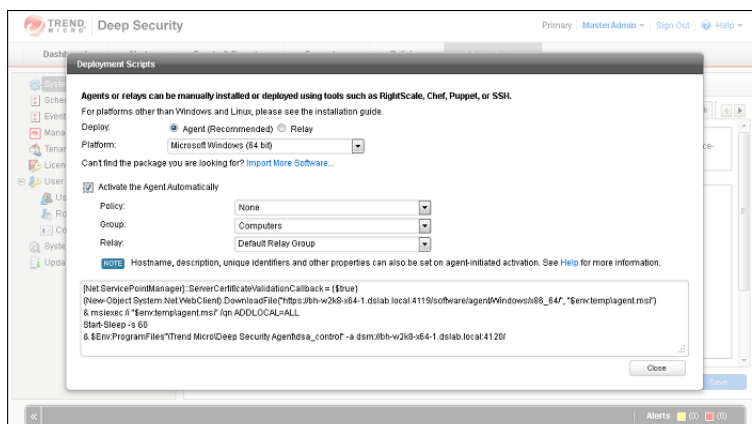 TREND MICRO | Deep Security
Primary | MasterAdmin | Sign Out | Help
Deployment Scripts
Agents or relays can be manually installed or deployed using tools such as RightScale, Chef, Puppet, or SSH.
For platforms other than Windows and Linux, please see the installation guide.
Deploy: Agent (Recommended) Relay
Platform: Microsoft Windows (64 bit)
Can't find the package you are looking for? Import More Software...
Activate the Agent Automatically
Policy: None
Group: Computers
Relay: Default Relay Group
NOTE Hostname, description, unique identifiers and other properties can also be set on agent-initiated activation. See Help for more information.
[Net.ServicePointManager]::ServerCertificateValidationCallback = {$true}
(New-Object System.Net.WebClient).DownloadFile("https://bh-w2k8-x64-1.dslab.local:4119/software/agent/Windows/x86_64/", "$env:temp\agent.msi")
& msiexec /i "$env:temp\agent.msi" /qn ADDLOCAL=ALL
Start-Sleep -s 60
& $Env:ProgramFiles"\Trend Micro\Deep Security Agent\dsa_control" -a dsm://bh-w2k8-x64-1.dslab.local:4120/
Close
Save
Alerts (0) (0)